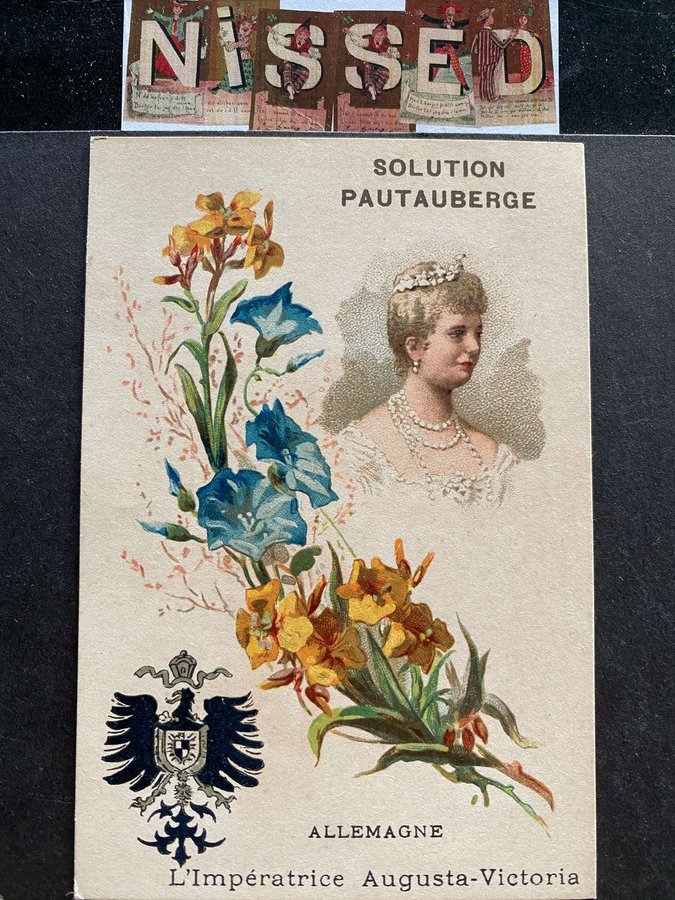 NiSSED
SOLUTION
PAUTAUBERGE
ALLEMAGNE
L'Impératrice Augusta-Victoria